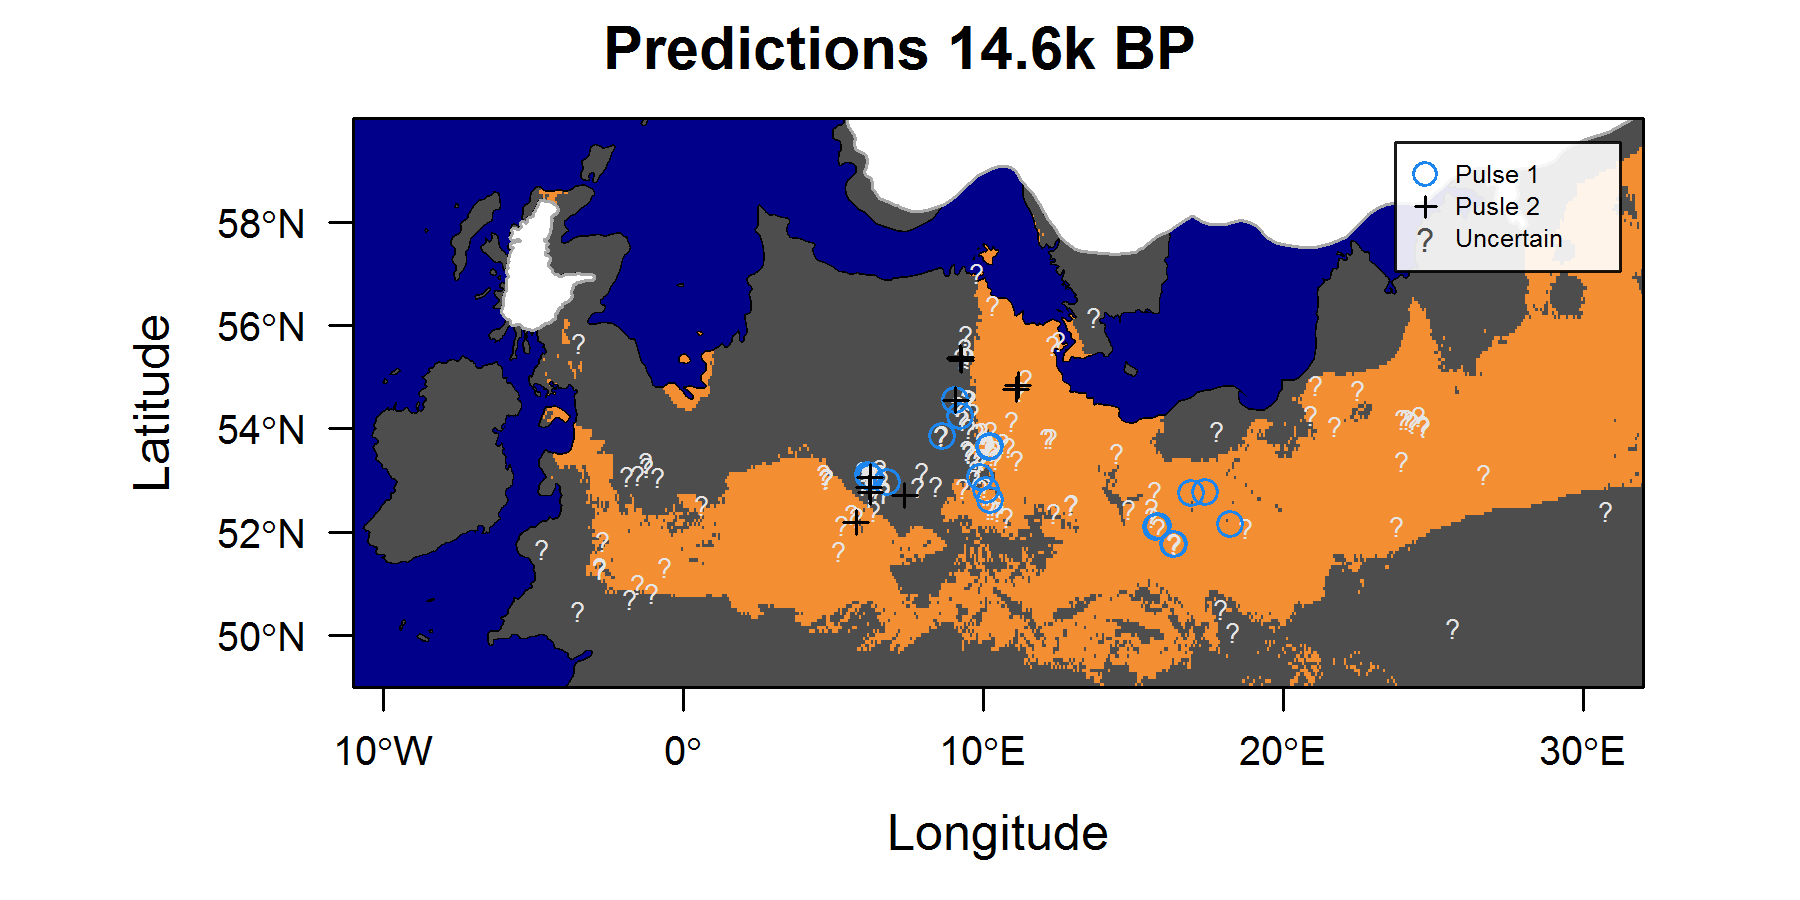 Predictions 14.6k BP
Pulse 1
Pusle 2
? Uncertain
58°N
56°N
54°N
52°N
50°N
Latitude
10°W 0° 10°E 20°E 30°E
Longitude